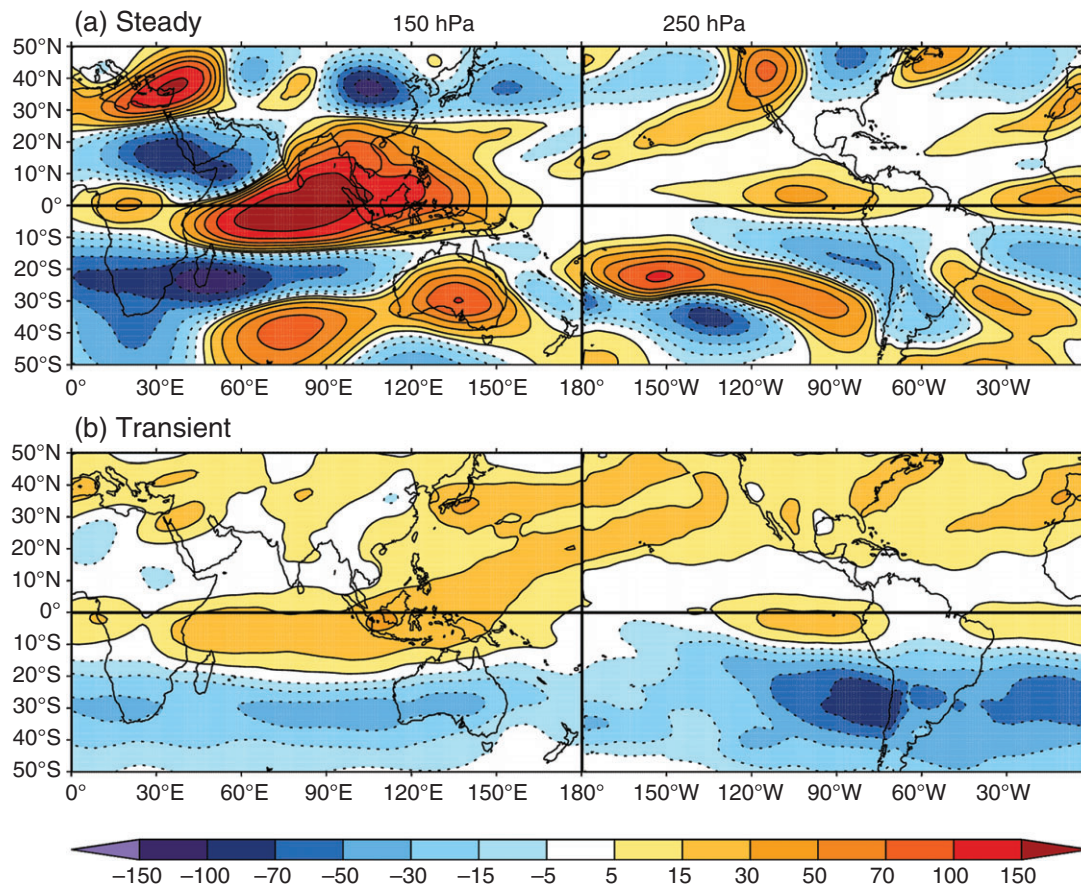 (a) Steady 150 hPa 250 hPa
50°N
40°N
30°N
20°N
10°N
0°
10°S
20°S
30°S
40°S
50°S
0° 30°E 60°E 90°E 120°E 150°E 180° 150°W 120°W 90°W 60°W 30°W
(b) Transient
50°N
40°N
30°N
20°N
10°N
0°
10°S
20°S
30°S
40°S
50°S
0° 30°E 60°E 90°E 120°E 150°E 180° 150°W 120°W 90°W 60°W 30°W
−150 −100 −70 −50 −30 −15 −5 5 15 30 50 70 100 150